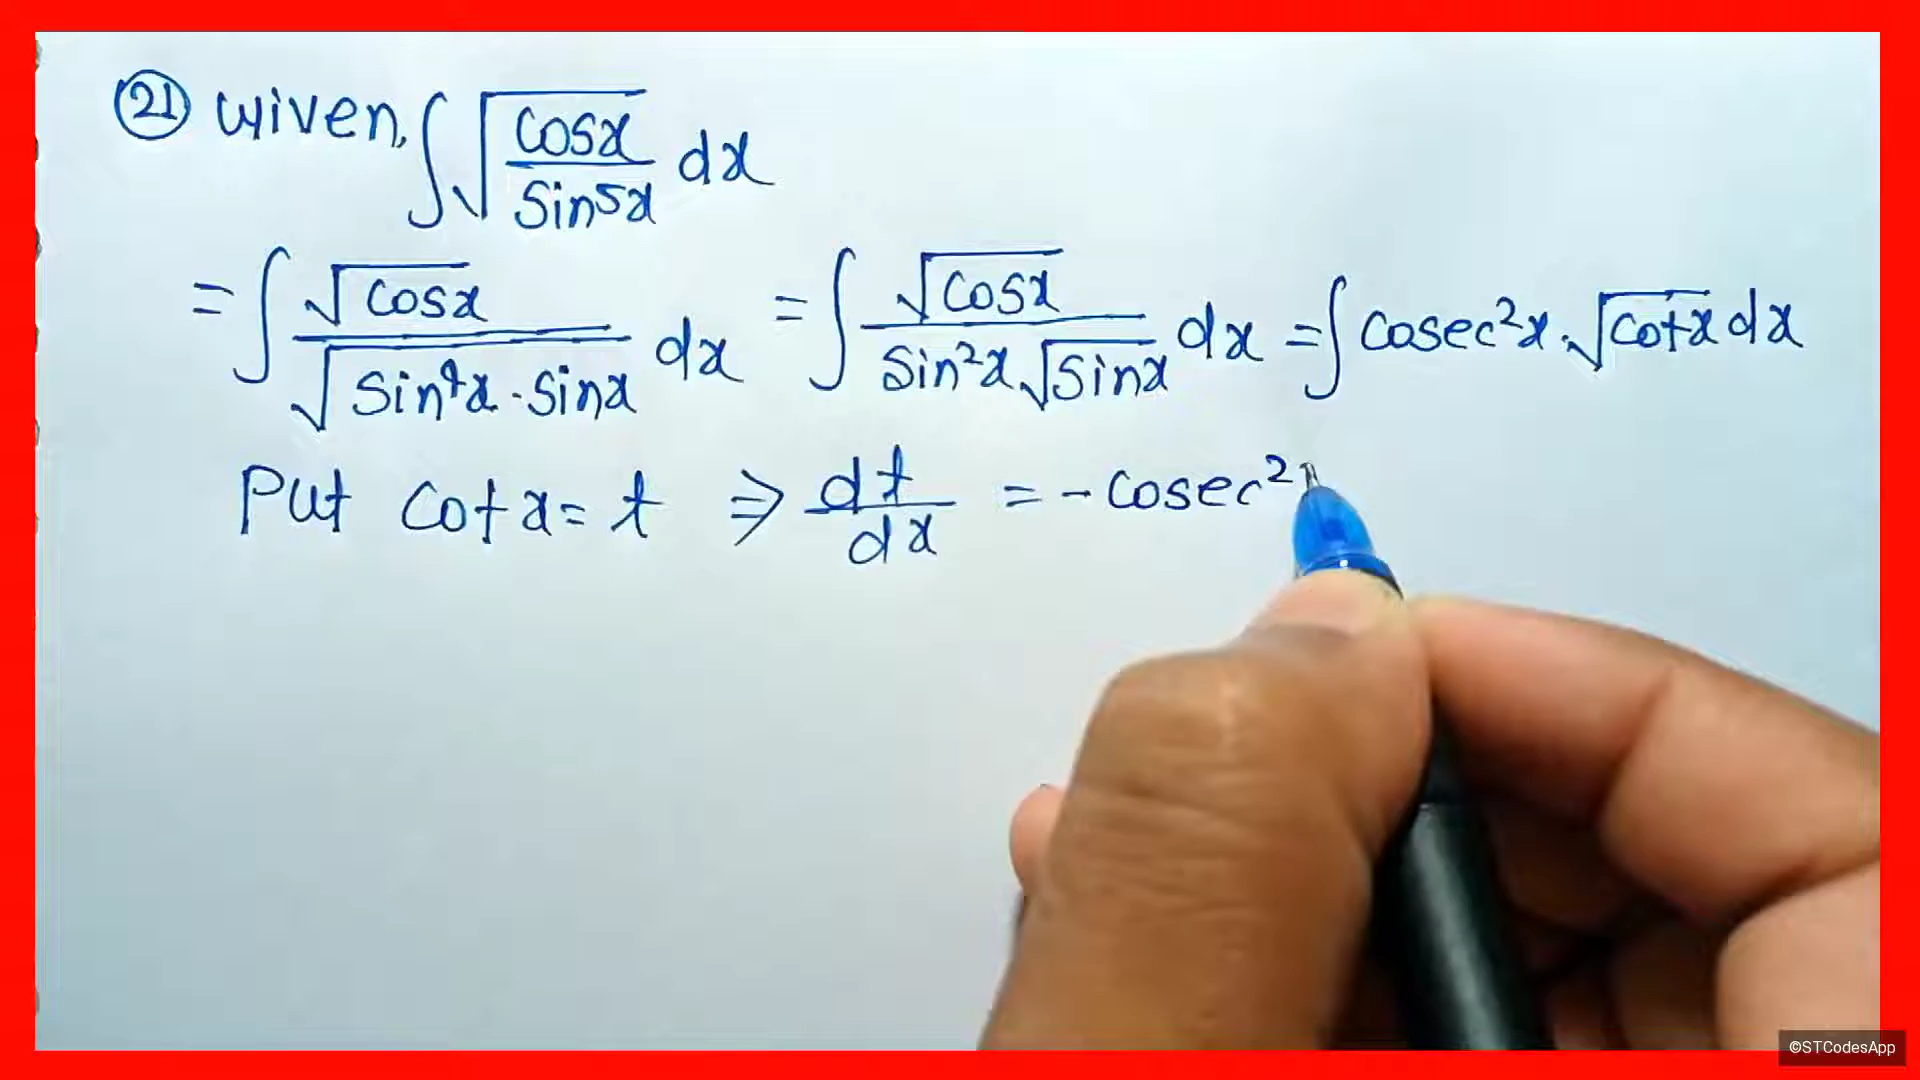 21 Given, ∫√(cosx/sin⁵x) dx
= ∫ √cosx/√(sin⁴x · sinx) dx = ∫ √cosx/(sin²x √sinx) dx = ∫ cosec²x · √cotx dx
Put cotx = t ⇒ dt/dx = -cosec²
©STCodesApp